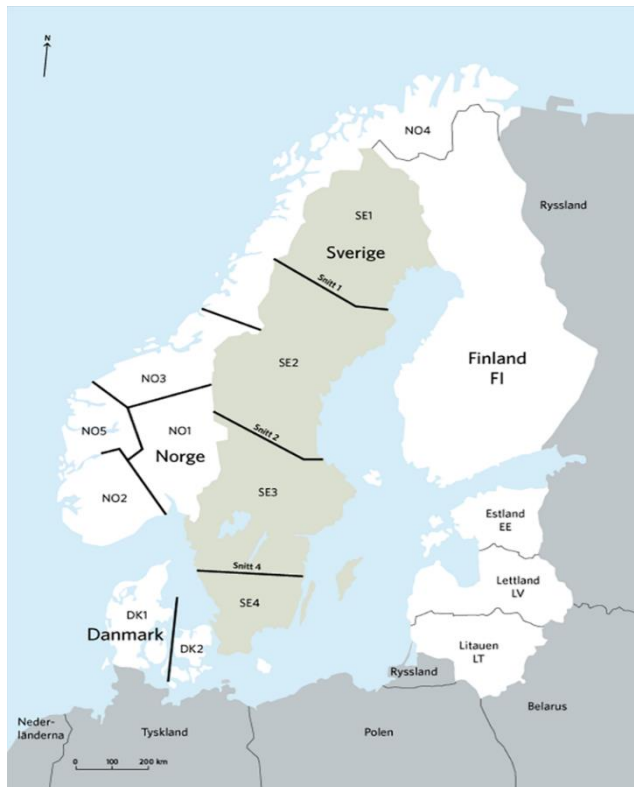 N
NO4
Ryssland
SE1
Sverige
Snitt 1
Finland
FI
SE2
NO3
NO5
NO1
Norge
Snitt 2
NO2
SE3
Estland
EE
Snitt 4
Lettland
LV
SE4
DK1
Danmark
DK2
Litauen
LT
Ryssland
Belarus
Neder-
länderna
Tyskland
Polen
0 100 200 km